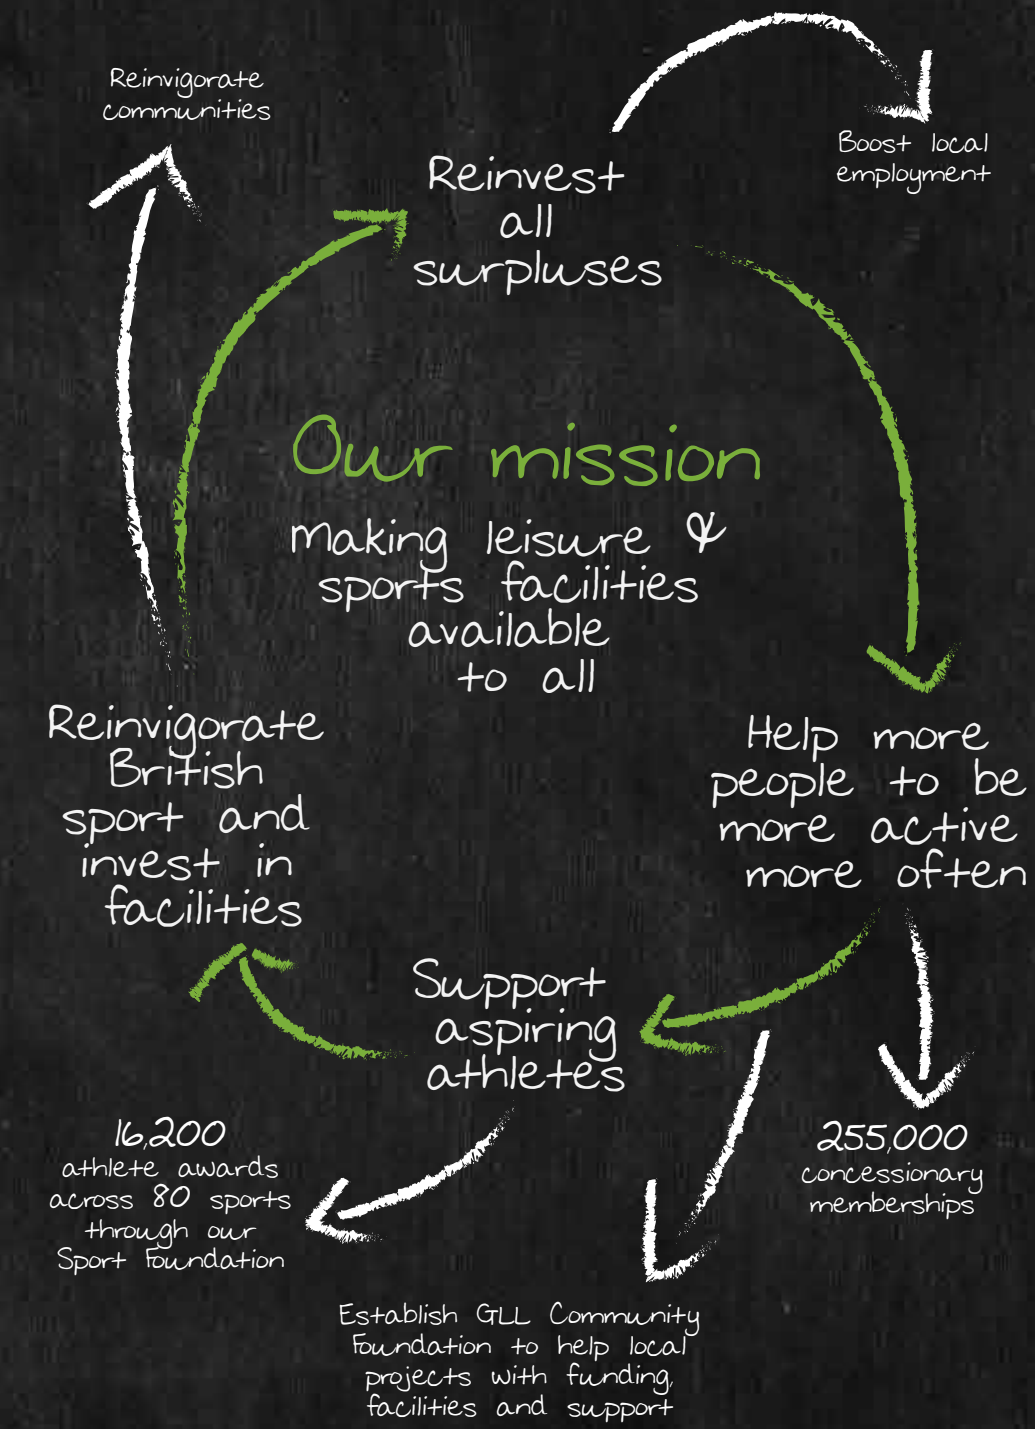 Reinvigorate
communities
Boost local
employment
Reinvest
all
surpluses
Our mission
making leisure &
sports facilities
available
to all
Reinvigorate
British
sport and
invest in
facilities
Help more
people to be
more active
more often
Support
aspiring
athletes
16,200
athlete awards
across 80 sports
through our
Sport Foundation
255,000
concessionary
memberships
Establish GLL Community
Foundation to help local
projects with funding,
facilities and support